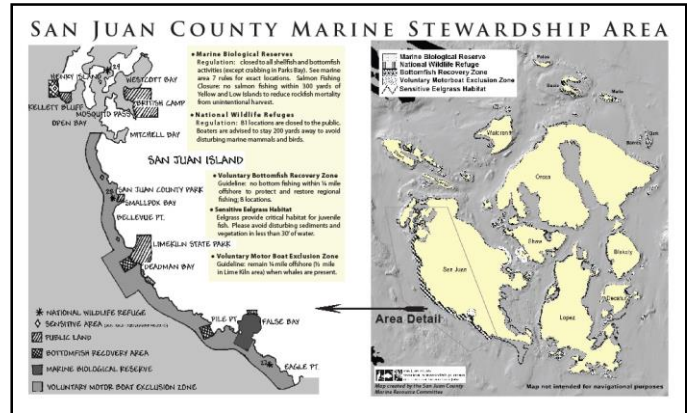 SAN JUAN COUNTY MARINE STEWARDSHIP AREA
HENRY ISLAND
29
WESTCOTT BAY
KELLETT BLUFF
BRITISH CAMP
MOSQUITO PASS
OPEN BAY
MITCHELL BAY
SAN JUAN ISLAND
SAN JUAN COUNTY PARK
28
SMALLPOX BAY
BELLEVUE PT.
LIMEKILN STATE PARK
DEADMAN BAY
PILE PT.
FALSE BAY
EAGLE PT.
• Marine Biological Reserves
Regulation: closed to all shellfish and bottomfish
activities (except crabbing in Parks Bay). See marine
area 7 rules for exact locations. Salmon Fishing
Closure: no salmon fishing within 300 yards of
Yellow and Low Islands to reduce rockfish mortality
from unintentional harvest.
• National Wildlife Refuges
Regulation: 81 locations are closed to the public.
Boaters are advised to stay 200 yards away to avoid
disturbing marine mammals and birds.
• Voluntary Bottomfish Recovery Zone
Guideline: no bottom fishing within ¼ mile
offshore to protect and restore regional
fishing; 8 locations.
• Sensitive Eelgrass Habitat
Eelgrass provide critical habitat for juvenile
fish. Please avoid disturbing sediments and
vegetation in less than 30' of water.
• Voluntary Motor Boat Exclusion Zone
Guideline: remain ¼ mile offshore (½ mile
in Lime Kiln area) when whales are present.
NATIONAL WILDLIFE REFUGE
SENSITIVE AREA
PUBLIC LAND
BOTTOMFISH RECOVERY AREA
MARINE BIOLOGICAL RESERVE
VOLUNTARY MOTOR BOAT EXCLUSION ZONE
Marine Biological Reserve
National Wildlife Refuge
Bottomfish Recovery Zone
Voluntary Motorboat Exclusion Zone
Sensitive Eelgrass Habitat
Patos
Sucia
Matia
Waldron
Orcas
Shaw
Blakely
San Juan
Decatur
Lopez
Area Detail
Map created by the San Juan County
Marine Resource Committee
Map not intended for navigational purposes